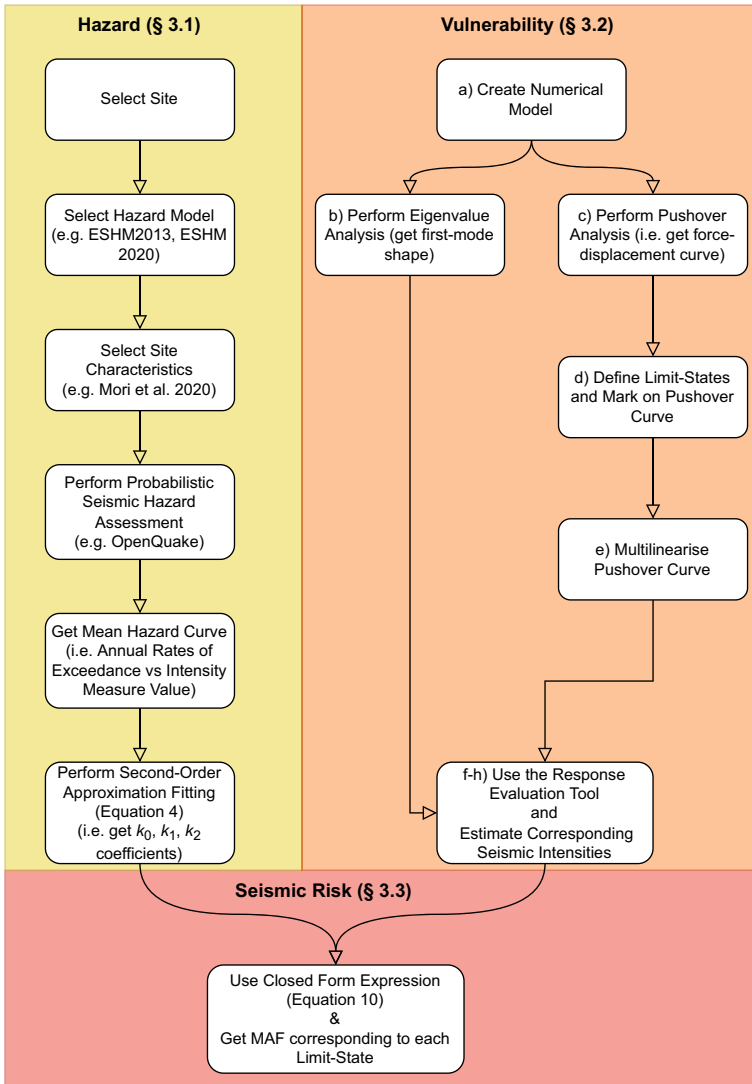 Hazard (§ 3.1)
Select Site
Select Hazard Model
(e.g. ESHM2013, ESHM
2020)
Select Site
Characteristics
(e.g. Mori et al. 2020)
Perform Probabilistic
Seismic Hazard
Assessment
(e.g. OpenQuake)
Get Mean Hazard Curve
(i.e. Annual Rates of
Exceedance vs Intensity
Measure Value)
Perform Second-Order
Approximation Fitting
(Equation 4)
(i.e. get k0, k1, k2
coefficients)
Vulnerability (§ 3.2)
a) Create Numerical
Model
b) Perform Eigenvalue
Analysis (get first-mode
shape)
c) Perform Pushover
Analysis (i.e. get force-
displacement curve)
d) Define Limit-States
and Mark on Pushover
Curve
e) Multilinearise
Pushover Curve
f-h) Use the Response
Evaluation Tool
and
Estimate Corresponding
Seismic Intensities
Seismic Risk (§ 3.3)
Use Closed Form Expression
(Equation 10)
&
Get MAF corresponding to each
Limit-State